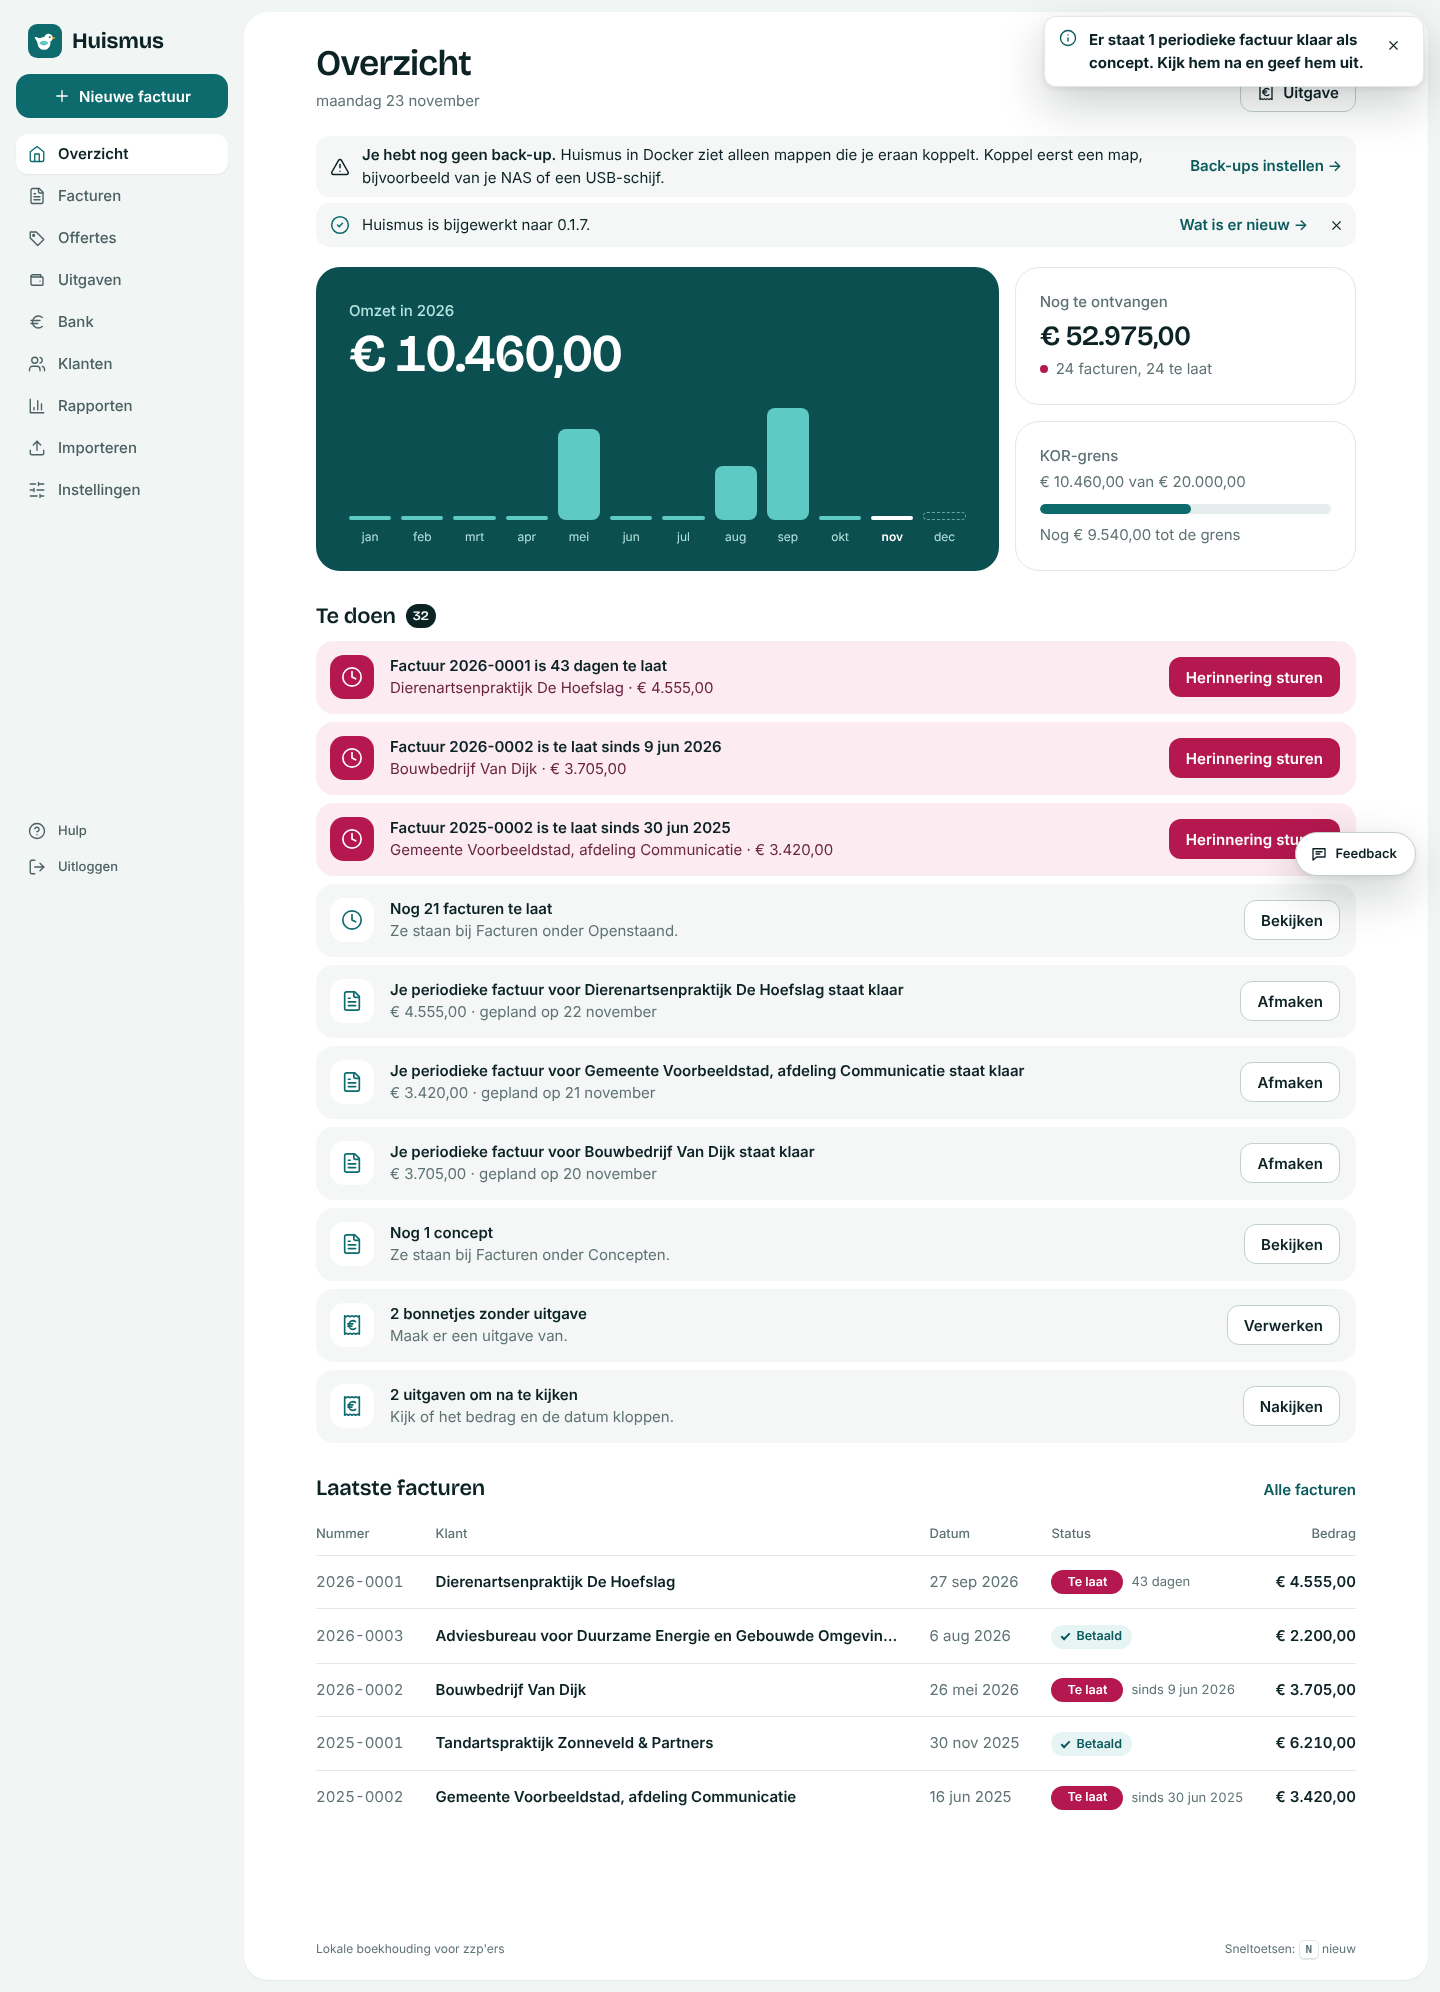 Huismus
Nieuwe factuur
Overzicht
Facturen
Offertes
Uitgaven
Bank
Klanten
Rapporten
Importeren
Instellingen
Hulp
Uitloggen
Er staat 1 periodieke factuur klaar als
concept. Kijk hem na en geef hem uit.
Overzicht
maandag 23 november
Uitgave
Je hebt nog geen back-up. Huismus in Docker ziet alleen mappen die je eraan koppelt. Koppel eerst een map,
bijvoorbeeld van je NAS of een USB-schijf.
Back-ups instellen →
Huismus is bijgewerkt naar 0.1.7.
Wat is er nieuw →
Omzet in 2026
€ 10.460,00
jan feb mrt apr mei jun jul aug sep okt nov dec
Nog te ontvangen
€ 52.975,00
24 facturen, 24 te laat
KOR-grens
€ 10.460,00 van € 20.000,00
Nog € 9.540,00 tot de grens
Te doen 32
Factuur 2026-0001 is 43 dagen te laat
Dierenartsenpraktijk De Hoefslag · € 4.555,00
Herinnering sturen
Factuur 2026-0002 is te laat sinds 9 jun 2026
Bouwbedrijf Van Dijk · € 3.705,00
Herinnering sturen
Factuur 2025-0002 is te laat sinds 30 jun 2025
Gemeente Voorbeeldstad, afdeling Communicatie · € 3.420,00
Herinnering
Feedback
Nog 21 facturen te laat
Ze staan bij Facturen onder Openstaand.
Bekijken
Je periodieke factuur voor Dierenartsenpraktijk De Hoefslag staat klaar
€ 4.555,00 · gepland op 22 november
Afmaken
Je periodieke factuur voor Gemeente Voorbeeldstad, afdeling Communicatie staat klaar
€ 3.420,00 · gepland op 21 november
Afmaken
Je periodieke factuur voor Bouwbedrijf Van Dijk staat klaar
€ 3.705,00 · gepland op 20 november
Afmaken
Nog 1 concept
Ze staan bij Facturen onder Concepten.
Bekijken
2 bonnetjes zonder uitgave
Maak er een uitgave van.
Verwerken
2 uitgaven om na te kijken
Kijk of het bedrag en de datum kloppen.
Nakijken
Laatste facturen
Alle facturen
Nummer Klant Datum Status Bedrag
2026-0001 Dierenartsenpraktijk De Hoefslag 27 sep 2026 Te laat 43 dagen € 4.555,00
2026-0003 Adviesbureau voor Duurzame Energie en Gebouwde Omgevin... 6 aug 2026 Betaald € 2.200,00
2026-0002 Bouwbedrijf Van Dijk 26 mei 2026 Te laat sinds 9 jun 2026 € 3.705,00
2025-0001 Tandartspraktijk Zonneveld & Partners 30 nov 2025 Betaald € 6.210,00
2025-0002 Gemeente Voorbeeldstad, afdeling Communicatie 16 jun 2025 Te laat sinds 30 jun 2025 € 3.420,00
Lokale boekhouding voor zzp'ers
Sneltoetsen: N nieuw